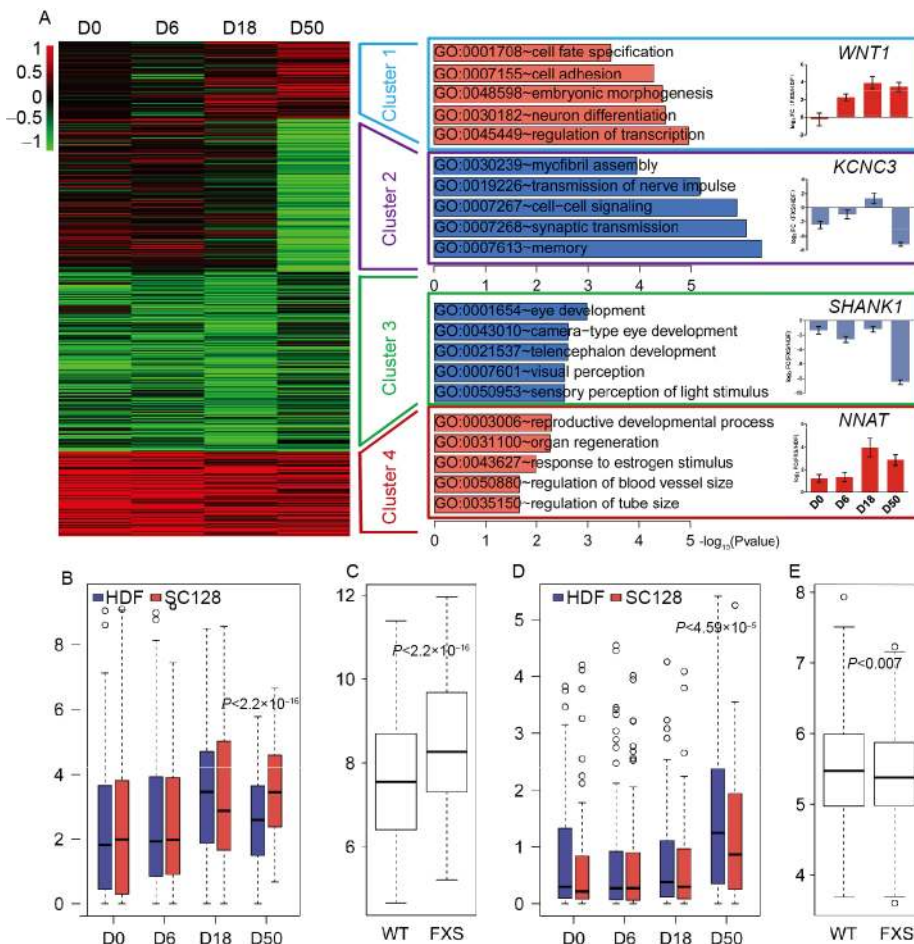 A
D0 D6 D18 D50
1
0.5
0
−0.5
−1
Cluster 1
GO:0001708~cell fate specification
GO:0007155~cell adhesion
GO:0048598~embryonic morphogenesis
GO:0030182~neuron differentiation
GO:0045449~regulation of transcription
WNT1
Cluster 2
GO:0030239~myofibril assembly
GO:0019226~transmission of nerve impulse
GO:0007267~cell−cell signaling
GO:0007268~synaptic transmission
GO:0007613~memory
KCNC3
0 1 2 3 4 5
Cluster 3
GO:0001654~eye development
GO:0043010~camera-type eye development
GO:0021537~telencephalon development
GO:0007601~visual perception
GO:0050953~sensory perception of light stimulus
SHANK1
Cluster 4
GO:0003006~reproductive developmental process
GO:0031100~organ regeneration
GO:0043627~response to estrogen stimulus
GO:0050880~regulation of blood vessel size
GO:0035150~regulation of tube size
NNAT
D0 D6 D18 D50
0 1 2 3 4 5 -log₁₀(Pvalue)
B
HDF SC128
P<2.2×10⁻¹⁶
8
6
4
2
0
D0 D6 D18 D50
C
P<2.2×10⁻¹⁶
12
10
8
6
WT FXS
D
HDF SC128
P<4.59×10⁻⁵
5
4
3
2
1
0
D0 D6 D18 D50
E
P<0.007
8
7
6
5
4
WT FXS